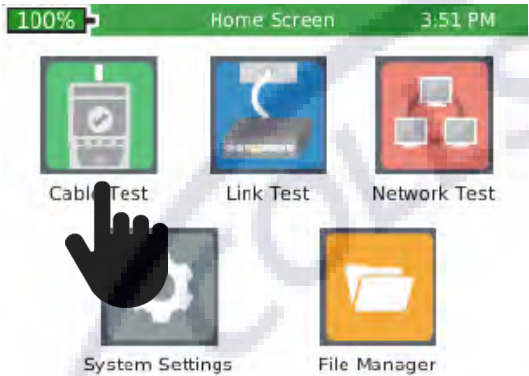 100% Home Screen 3:51 PM
Cable Test Link Test Network Test
System Settings File Manager